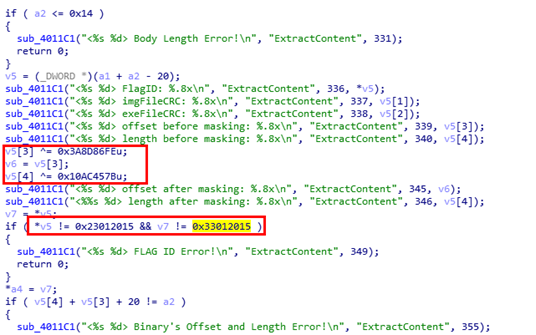 if ( a2 <= 0x14 )
{
sub_4011C1("<%s %d> Body Length Error!\n", "ExtractContent", 331);
return 0;
}
v5 = (_DWORD *)(a1 + a2 - 20);
sub_4011C1("<%s %d> FlagID: %.8x\n", "ExtractContent", 336, *v5);
sub_4011C1("<%s %d> imgFileCRC: %.8x\n", "ExtractContent", 337, v5[1]);
sub_4011C1("<%s %d> exeFileCRC: %.8x\n", "ExtractContent", 338, v5[2]);
sub_4011C1("<%s %d> offset before masking: %.8x\n", "ExtractContent", 339, v5[3]);
sub_4011C1("<%s %d> length before masking: %.8x\n", "ExtractContent", 340, v5[4]);
v5[3] ^= 0x3A8D86FEu;
v6 = v5[3];
v5[4] ^= 0x10AC457Bu;
sub_4011C1("<%s %d> offset after masking: %.8x\n", "ExtractContent", 345, v6);
sub_4011C1("<%%s %d> length after masking: %.8x\n", "ExtractContent", 346, v5[4]);
v7 = *v5;
if ( *v5 != 0x23012015 && v7 != 0x33012015 )
{
sub_4011C1("<%s %d> FLAG ID Error!\n", "ExtractContent", 349);
return 0;
}
*a4 = v7;
if ( v5[4] + v5[3] + 20 != a2 )
{
sub_4011C1("<%s %d> Binary's Offset and Length Error!\n", "ExtractContent", 355);